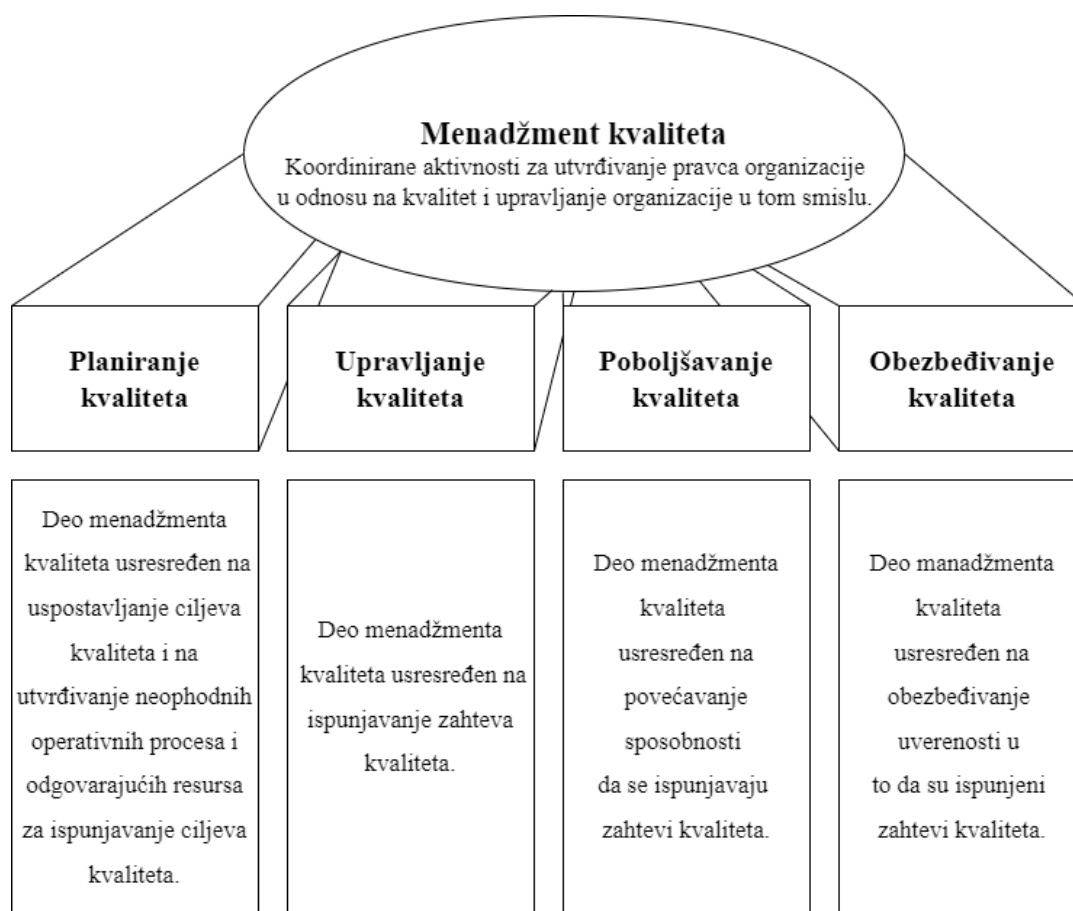 Menadžment kvaliteta
Koordinirane aktivnosti za utvrđivanje pravca organizacije
u odnosu na kvalitet i upravljanje organizacije u tom smislu.
Planiranje
kvaliteta
Upravljanje
kvaliteta
Poboljšavanje
kvaliteta
Obezbeđivanje
kvaliteta
Deo menadžmenta
kvaliteta usresređen na
uspostavljanje ciljeva
kvaliteta i na
utvrđivanje neophodnih
operativnih procesa i
odgovarajućih resursa
za ispunjavanje ciljeva
kvaliteta.
Deo menadžmenta
kvaliteta usresređen na
ispunjavanje zahteva
kvaliteta.
Deo menadžmenta
kvaliteta
usresređen na
povećavanje
sposobnosti
da se ispunjavaju
zahtevi kvaliteta.
Deo manadžmenta
kvaliteta
usresređen na
obezbeđivanje
uverenosti u
to da su ispunjeni
zahtevi kvaliteta.